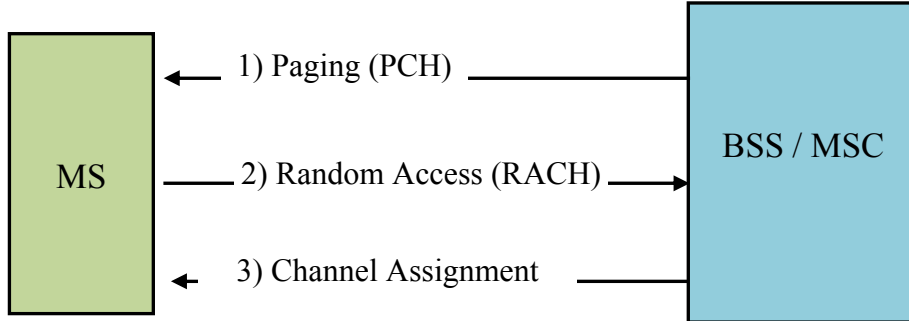 1) Paging (PCH)
BSS / MSC
MS
2) Random Access (RACH)
3) Channel Assignment